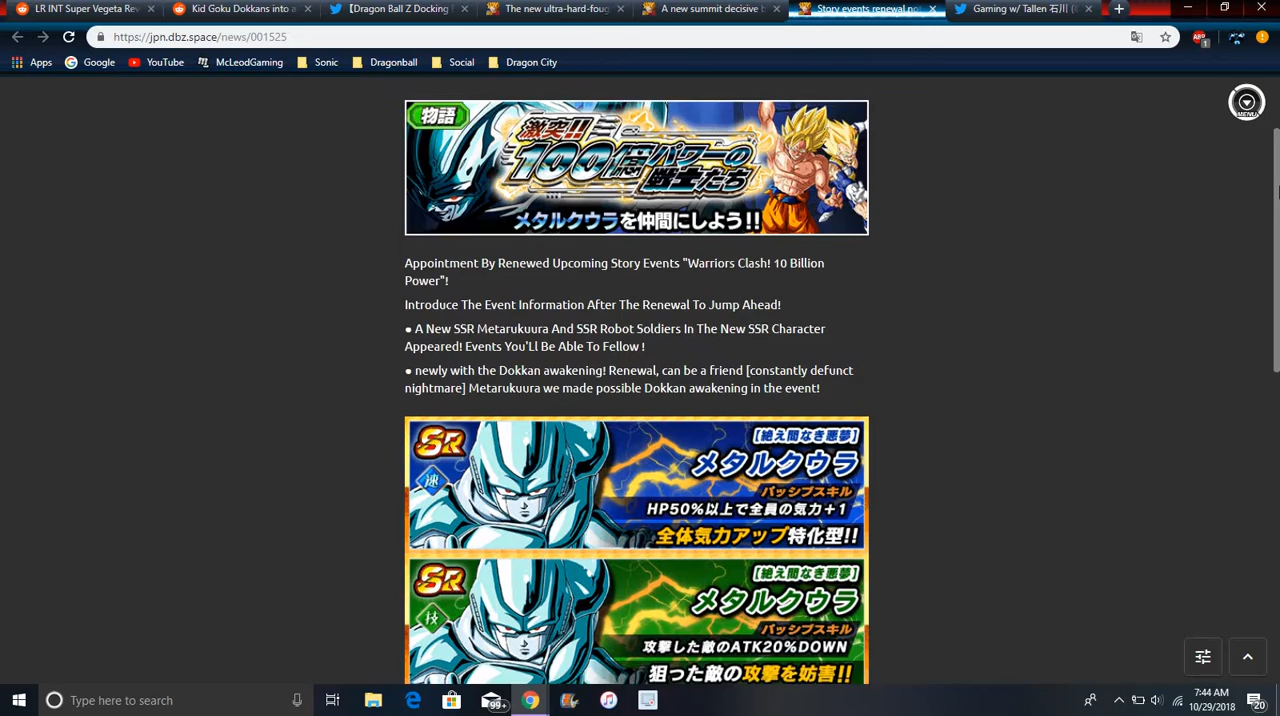 LR INT Super Vegeta Rev
Kid Goku Dokkans into a
【Dragon Ball Z Docking
The new ultra-hard-foug
A new summit decisive b
Story events renewal not
Gaming w/ Tallen 石川 (
https://jpn.dbz.space/news/001525
Apps
Google
YouTube
McLeodGaming
Sonic
Dragonball
Social
Dragon City
MENU
物語
激突!!
100億パワーの
戦士たち
メタルクウラを仲間にしよう!!
Appointment By Renewed Upcoming Story Events "Warriors Clash! 10 Billion
Power"!
Introduce The Event Information After The Renewal To Jump Ahead!
● A New SSR Metarukuura And SSR Robot Soldiers In The New SSR Character
Appeared! Events You'Ll Be Able To Fellow !
● newly with the Dokkan awakening! Renewal, can be a friend [constantly defunct
nightmare] Metarukuura we made possible Dokkan awakening in the event!
SR
速
[絶え間なき悪夢]
メタルクウラ
パッシブスキル
HP50%以上で全員の気力+1
全体気力アップ特化型!!
SR
技
[絶え間なき悪夢]
メタルクウラ
パッシブスキル
攻撃した敵のATK20%DOWN
狙った敵の攻撃を妨害!!
Type here to search
99+
7:44 AM
10/29/2018
20